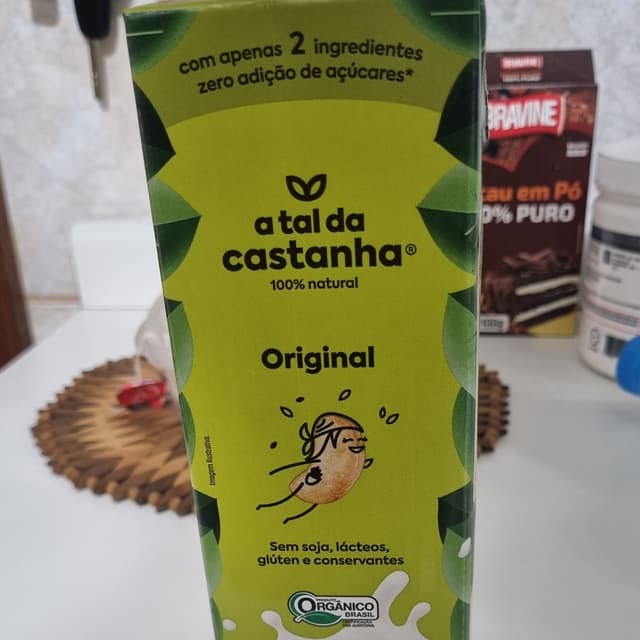 com apenas 2 ingredientes
zero adição de açúcares*
a tal da
castanha®
100% natural
Original
Imagem ilustrativa
Sem soja, lácteos,
glúten e conservantes
PRODUTO
ORGÂNICO
BRASIL
BRAVINE
cau em Pó
0% PURO